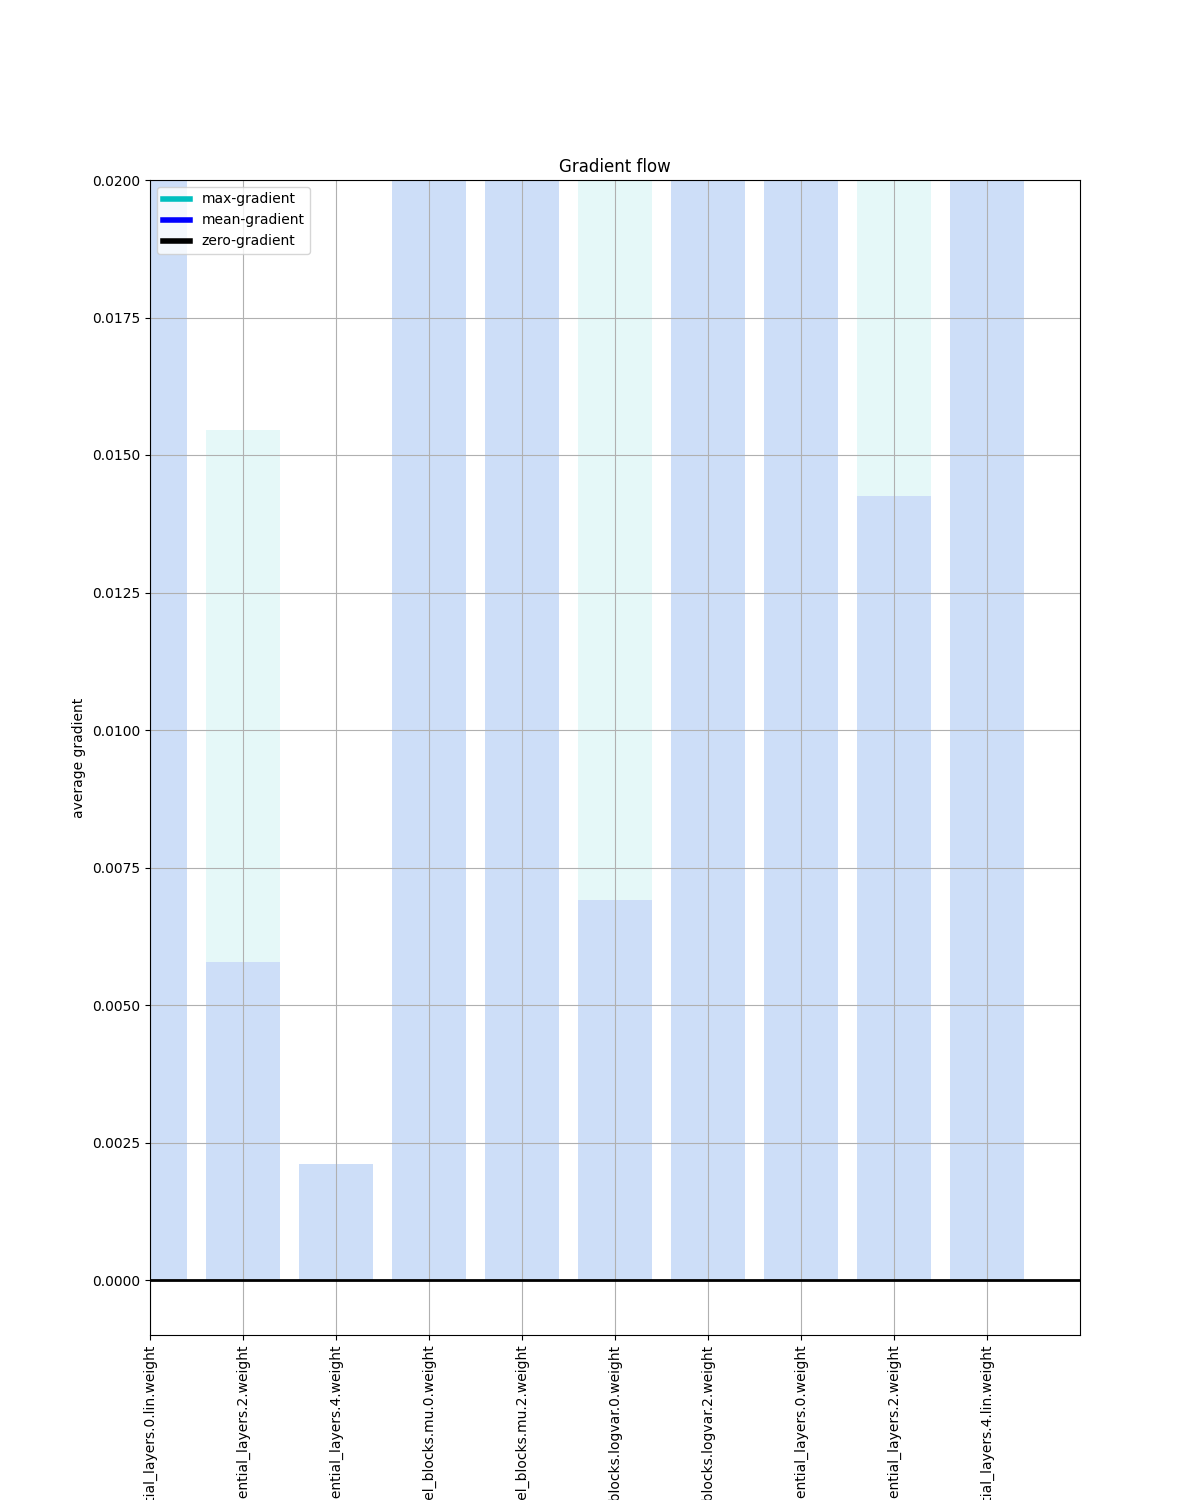 Gradient flow
max-gradient
mean-gradient
zero-gradient
0.0200
0.0175
0.0150
0.0125
0.0100
0.0075
0.0050
0.0025
0.0000
average gradient
tial_layers.0.lin.weight
ential_layers.2.weight
ential_layers.4.weight
el_blocks.mu.0.weight
el_blocks.mu.2.weight
blocks.logvar.0.weight
blocks.logvar.2.weight
ential_layers.0.weight
ential_layers.2.weight
tial_layers.4.lin.weight